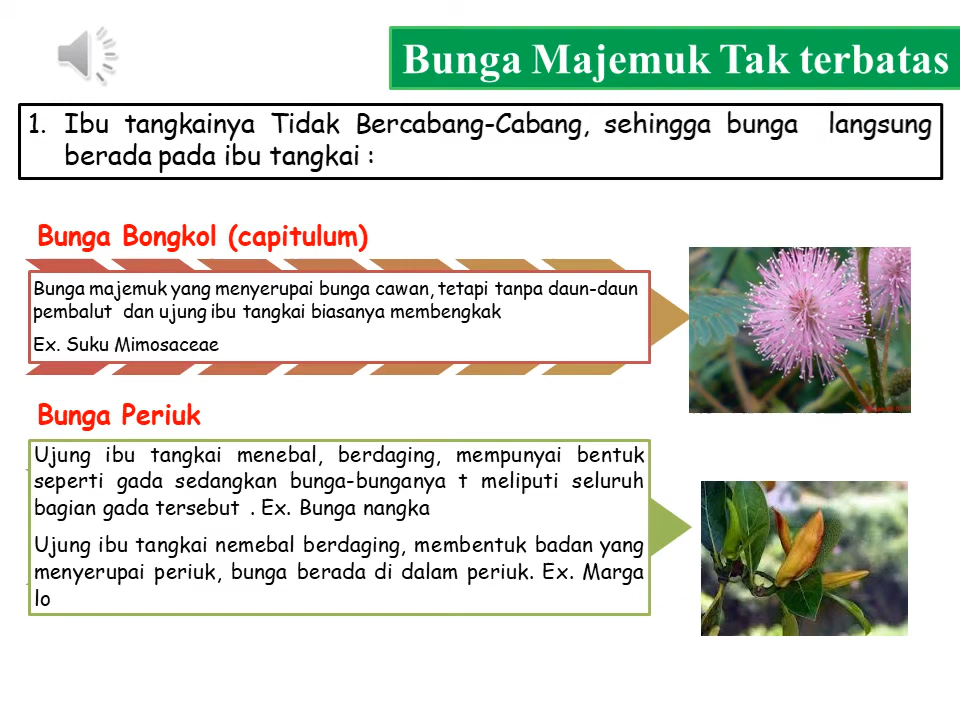 Bunga Majemuk Tak terbatas
1. Ibu tangkainya Tidak Bercabang-Cabang, sehingga bunga langsung
berada pada ibu tangkai :
Bunga Bongkol (capitulum)
Bunga majemuk yang menyerupai bunga cawan, tetapi tanpa daun-daun
pembalut dan ujung ibu tangkai biasanya membengkak
Ex. Suku Mimosaceae
Bunga Periuk
Ujung ibu tangkai menebal, berdaging, mempunyai bentuk
seperti gada sedangkan bunga-bunganya t meliputi seluruh
bagian gada tersebut . Ex. Bunga nangka
Ujung ibu tangkai nemebal berdaging, membentuk badan yang
menyerupai periuk, bunga berada di dalam periuk. Ex. Marga
lo